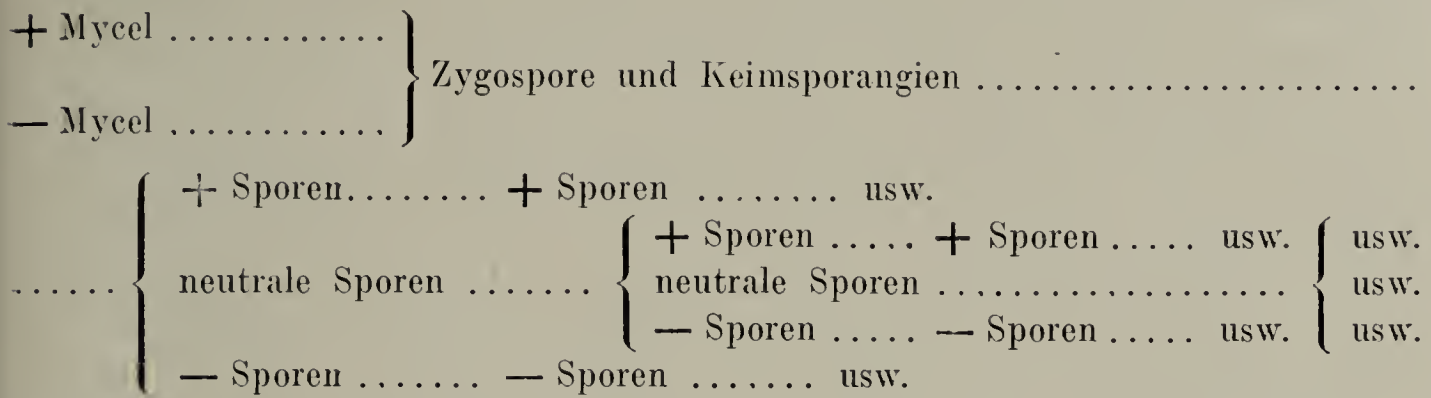 + Mycel ............
Zygospore und Keimsporangien .........................
— Mycel ............
+ Sporen........ + Sporen ........ usw.
+ Sporen ..... + Sporen ..... usw. usw.
...... neutrale Sporen ....... neutrale Sporen ................... usw.
— Sporen ..... — Sporen ..... usw. usw.
— Sporen ....... — Sporen ....... usw.